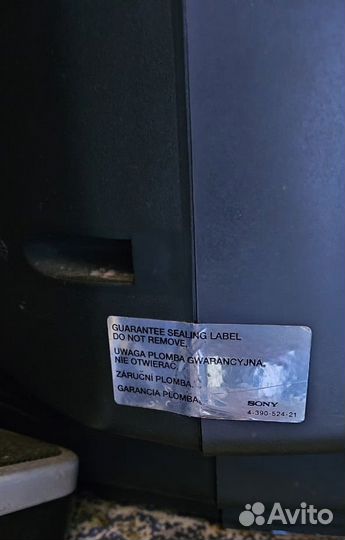 GUARANTEE SEALING LABEL
DO NOT REMOVE.
UWAGA PLOMBA GWARANCYJNA,
NIE OTWIERAC.
ZÁRUCNÍ PLOMBA.
GARANCIA PLOMBA.
SONY
4-390-524-21
Avito